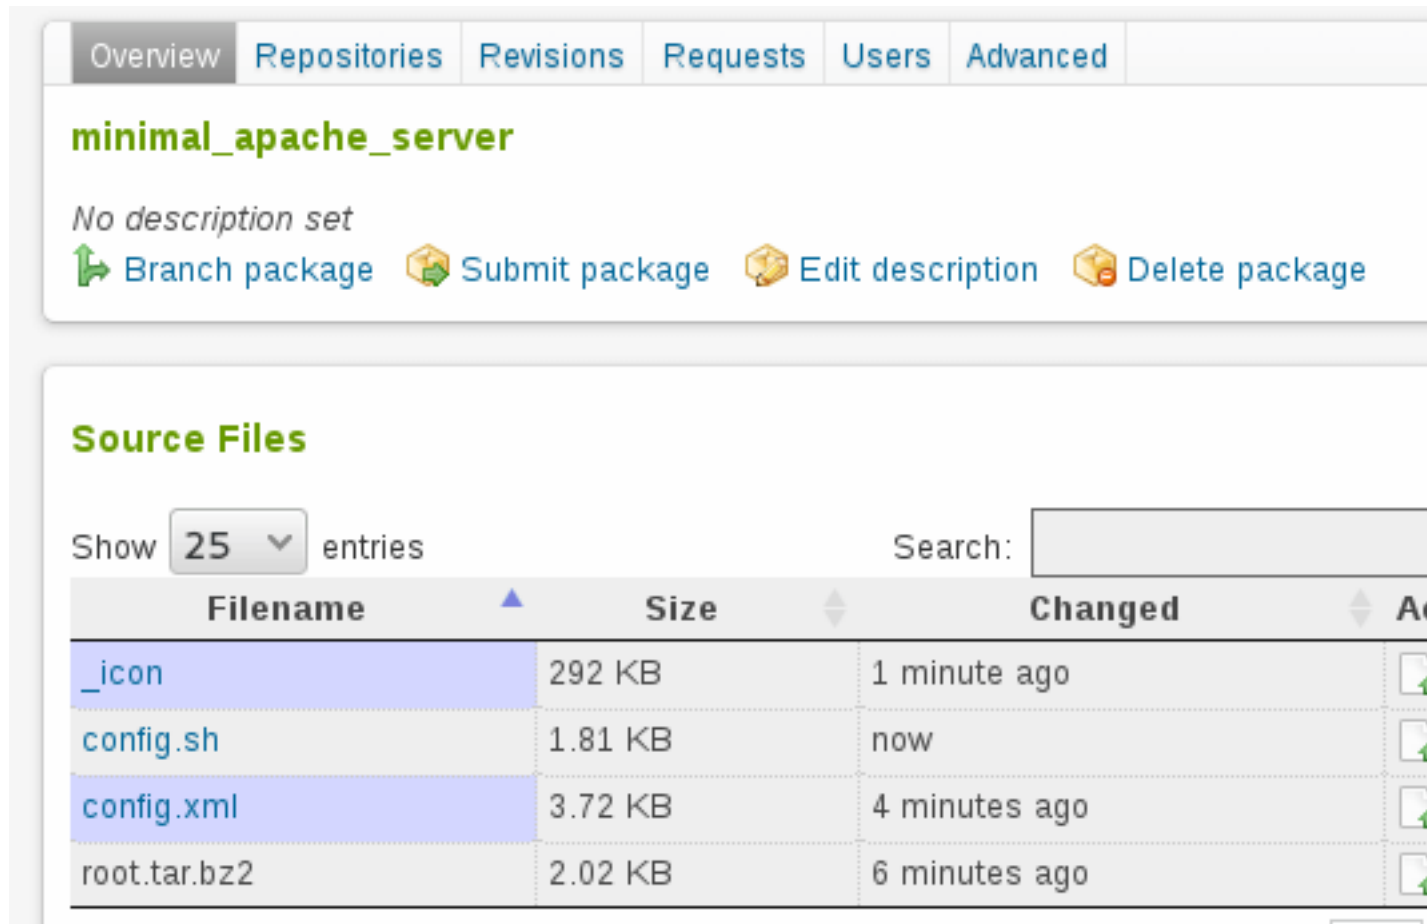 Overview Repositories Revisions Requests Users Advanced
minimal_apache_server
No description set
Branch package Submit package Edit description Delete package
Source Files
Show 25 entries Search:
Filename Size Changed
_icon 292 KB 1 minute ago
config.sh 1.81 KB now
config.xml 3.72 KB 4 minutes ago
root.tar.bz2 2.02 KB 6 minutes ago